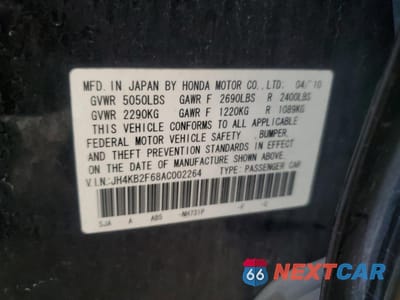 MFD. IN JAPAN BY HONDA MOTOR CO.,LTD. 04/10
GVWR 5050LBS GAWR F 2690LBS R 2400LBS
GVWR 2290KG GAWR F 1220KG R 1089KG
THIS VEHICLE CONFORMS TO ALL APPLICABLE
FEDERAL MOTOR VEHICLE SAFETY, BUMPER,
AND THEFT PREVENTION STANDARDS IN EFFECT
ON THE DATE OF MANUFACTURE SHOWN ABOVE.
V.I.N:JH4KB2F68AC002264 TYPE: PASSENGER CAR
SJA A ABS -NH731P -F -G
66 NEXTCAR